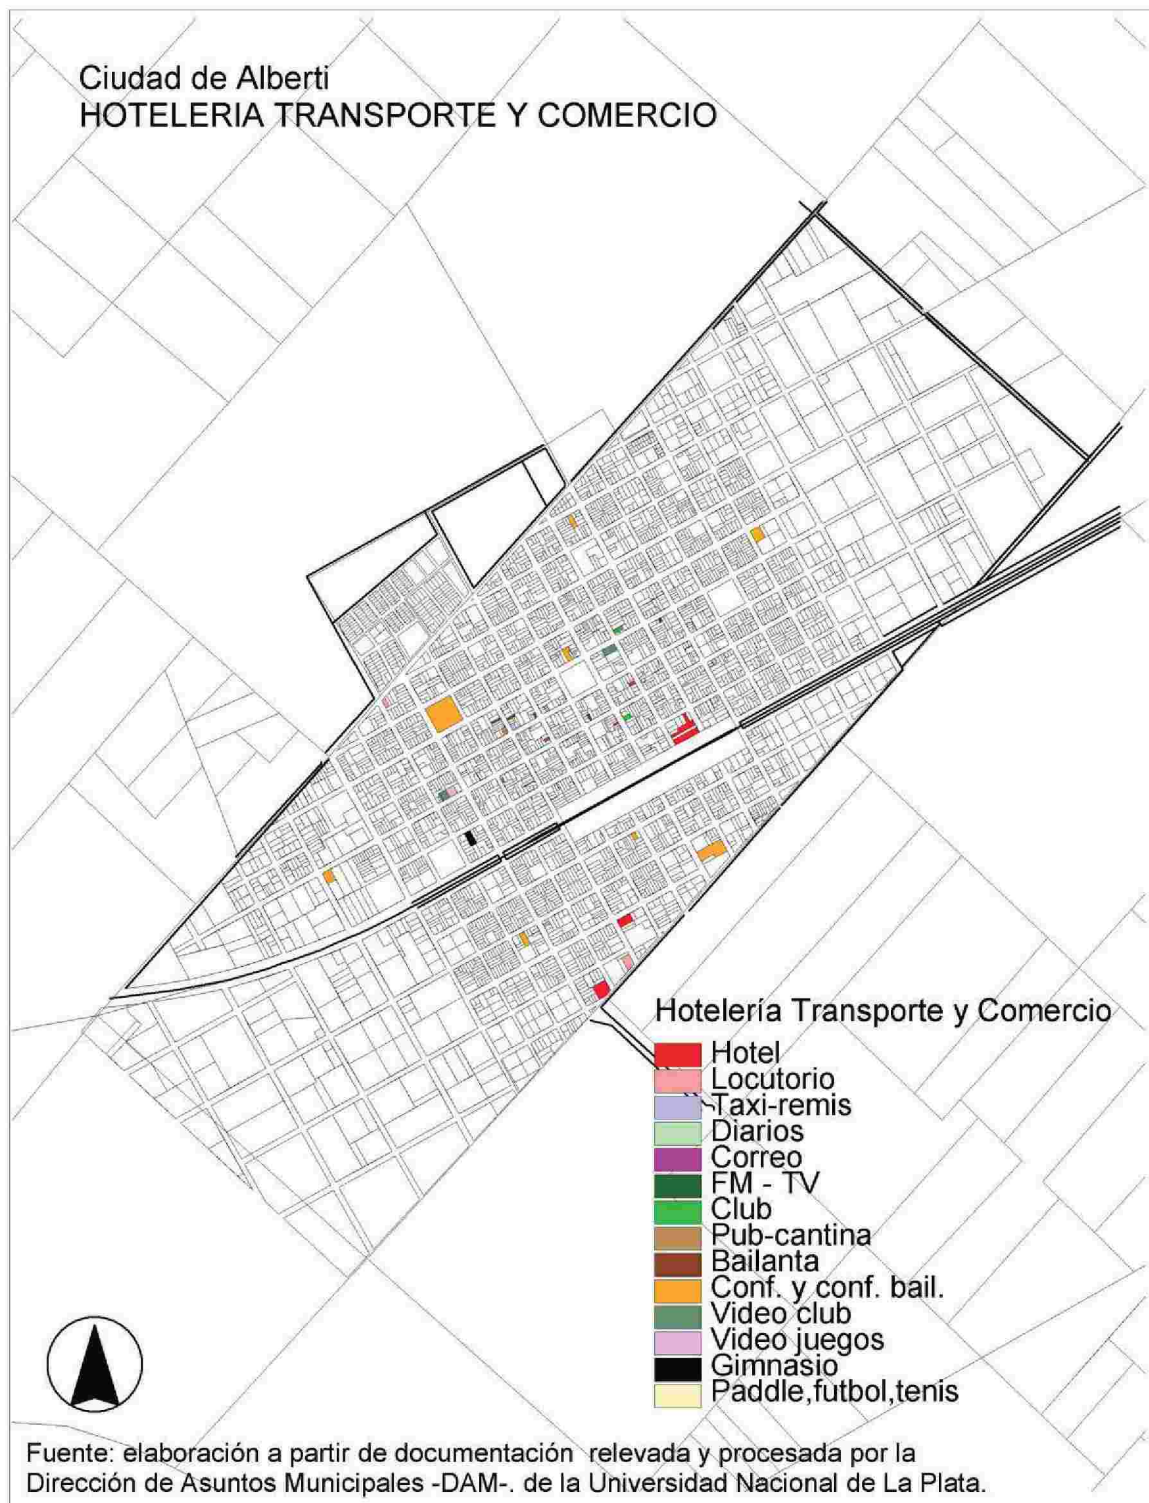 Ciudad de Alberti
HOTELERIA TRANSPORTE Y COMERCIO
Hotelería Transporte y Comercio
Hotel
Locutorio
Taxi-remis
Diarios
Correo
FM - TV
Club
Pub-cantina
Bailanta
Conf. y conf. bail.
Video club
Video juegos
Gimnasio
Paddle,futbol,tenis
Fuente: elaboración a partir de documentación relevada y procesada por la
Dirección de Asuntos Municipales -DAM-. de la Universidad Nacional de La Plata.